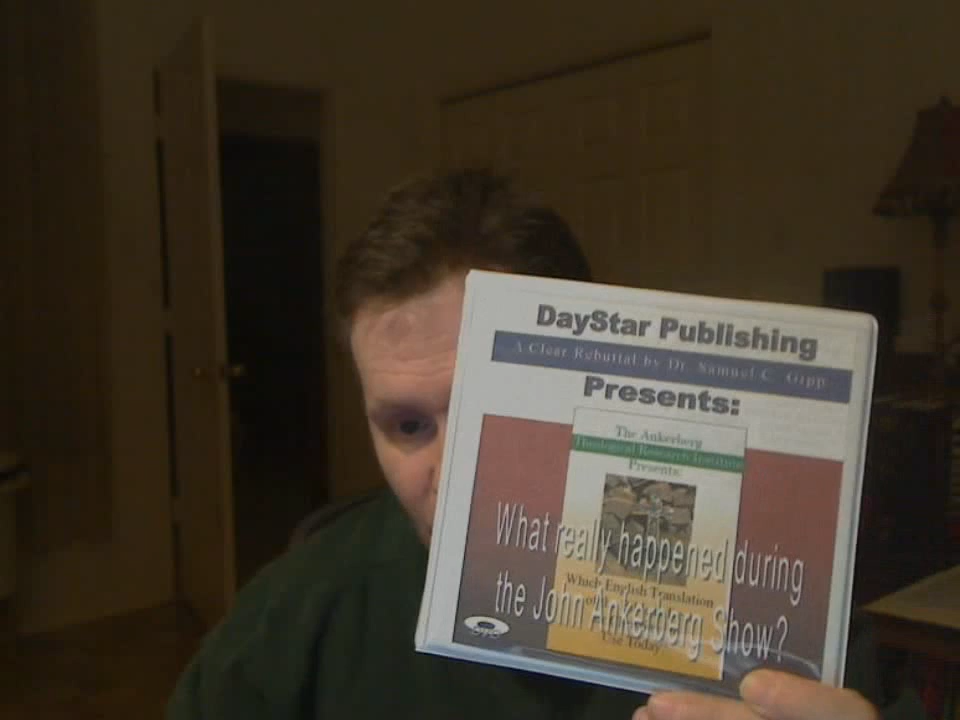 DayStar Publishing
A Clear Rebuttal by Dr. Samuel C. Gipp
Presents:
The Ankerberg
Theological Research Institute
Presents:
What really happened during
Which English Translation
the John Ankerberg Show?
Use Today